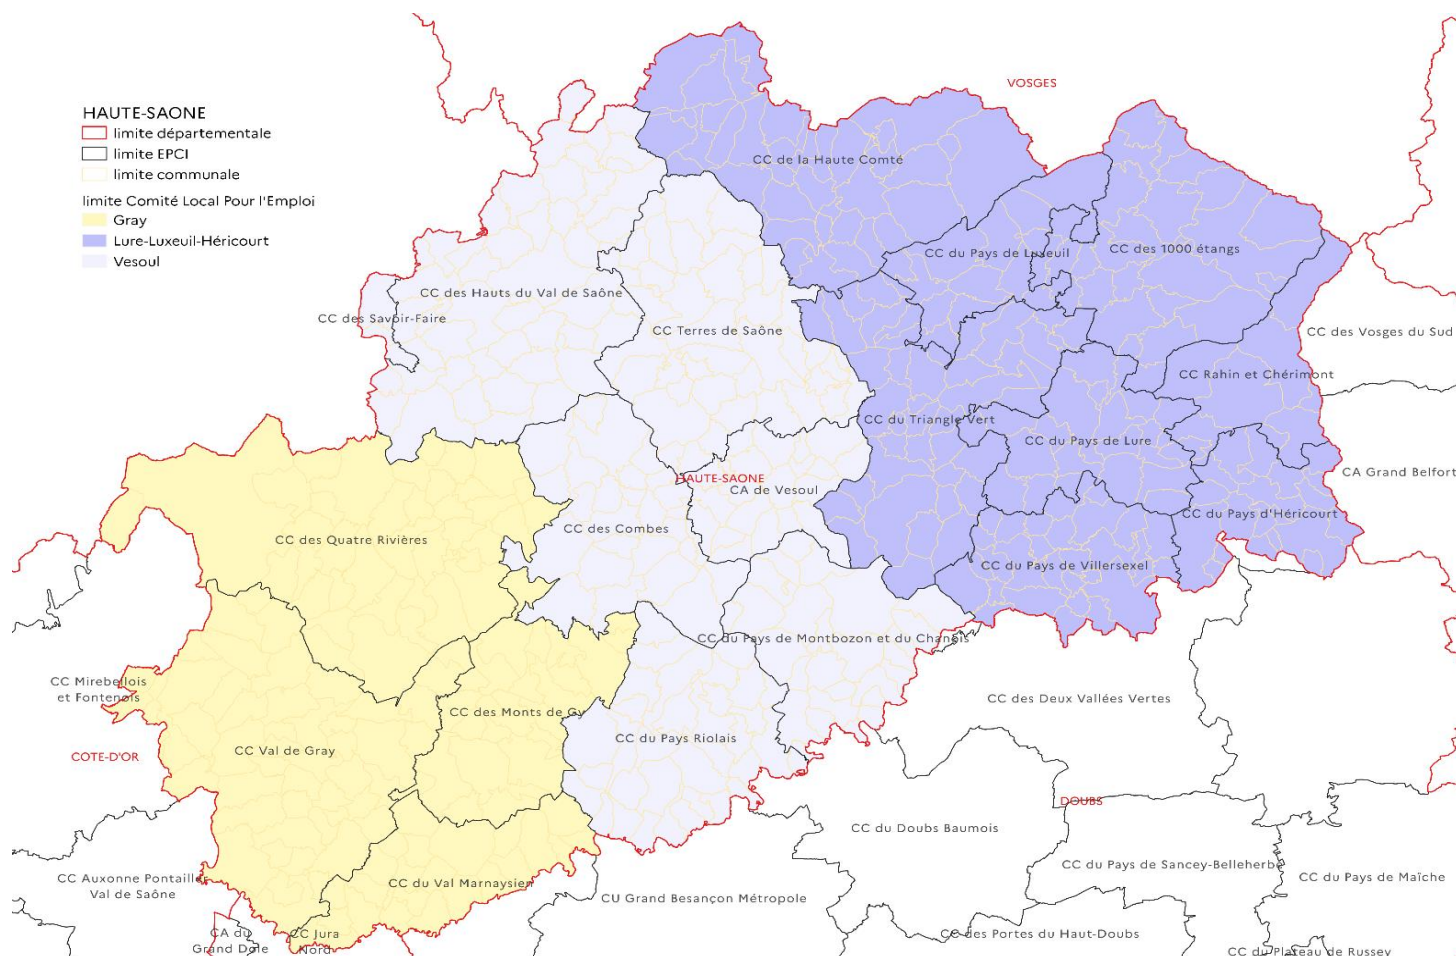 HAUTE-SAONE
limite départementale
limite EPCI
limite communale
limite Comité Local Pour l'Emploi
Gray
Lure-Luxeuil-Héricourt
Vesoul
VOSGES
CC de la Haute Comté
CC du Pays de Luxeuil
CC des 1000 étangs
CC des Hauts du Val de Saône
CC des Savoir-Faire
CC Terres de Saône
CC des Vosges du Sud
CC Rahin et Chérimont
CC du Triangle Vert
CC du Pays de Lure
CA Grand Belfort
HAUTE-SAONE
CA de Vesoul
CC du Pays d'Héricourt
CC des Combes
CC des Quatre Rivières
CC du Pays de Villersexel
CC du Pays de Montbozon et du Chanois
CC Mirebellois
et Fontenois
CC des Deux Vallées Vertes
CC des Monts de Gy
CC du Pays Riolais
CC Val de Gray
COTE-D'OR
DOUBS
CC du Doubs Baumois
CC du Pays de Sancey-Belleherbe
CC Auxonne Pontailler
Val de Saône
CC du Val Marnaysien
CC du Pays de Maîche
CU Grand Besançon Métropole
CA du
Grand Dole
CC Jura
Nord
CC des Portes du Haut-Doubs
CC du Plateau de Russey